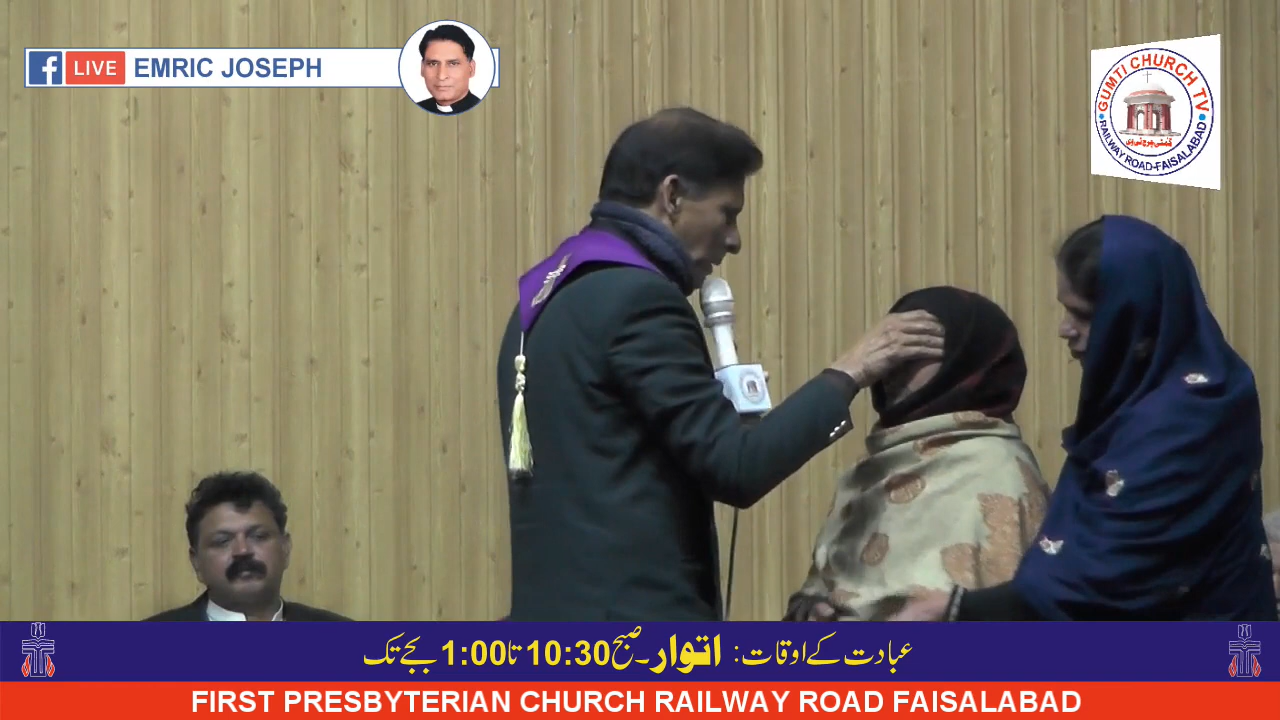 f LIVE EMRIC JOSEPH
GUMTI CHURCH TV
RAILWAY ROAD-FAISALABAD
عبادت کے اوقات: اتوار۔ صبح 10:30 تا 1:00 بجے تک
FIRST PRESBYTERIAN CHURCH RAILWAY ROAD FAISALABAD